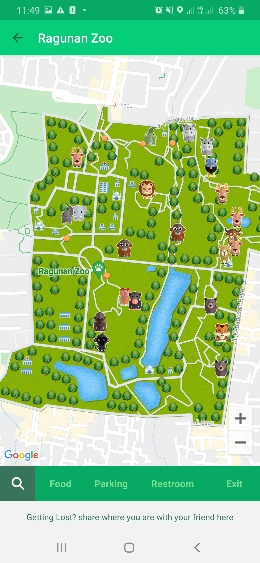 11:49
63%
Ragunan Zoo
Ragunan Zoo
+
−
Google
Food Parking Restroom Exit
Getting Lost? share where you are with your friend here